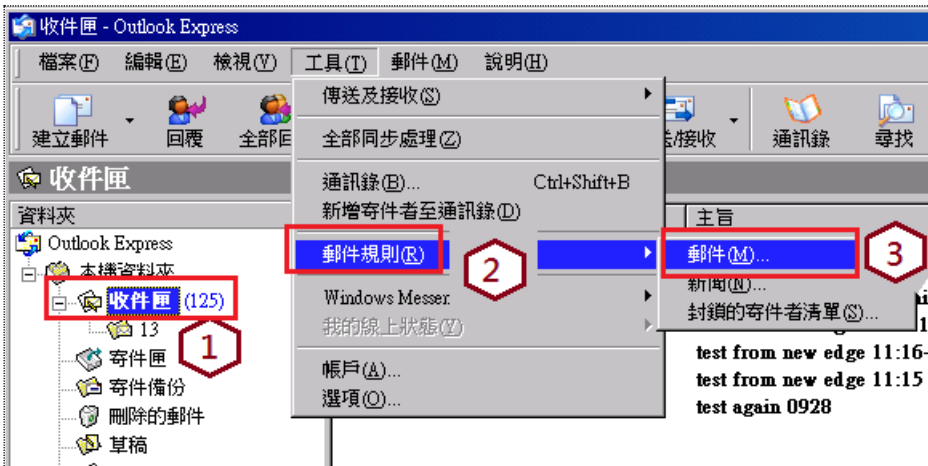 收件匣 - Outlook Express
檔案(F) 編輯(E) 檢視(V) 工具(T) 郵件(M) 說明(H)
建立郵件 回覆 全部回 通訊錄 尋找
收件匣
資料夾
Outlook Express
本機資料夾
收件匣 (125)
13
寄件匣
寄件備份
刪除的郵件
草稿
1
傳送及接收(S)
全部同步處理(Z)
通訊錄(B)... Ctrl+Shift+B
新增寄件者至通訊錄(D)
郵件規則(R)
2
Windows Messen
我的線上狀態(Y)
帳戶(A)...
選項(O)...
郵件(M)...
3
新聞(N)...
封鎖的寄件者清單(S)...
主旨
test from new edge 11:16-
test from new edge 11:15
test again 0928